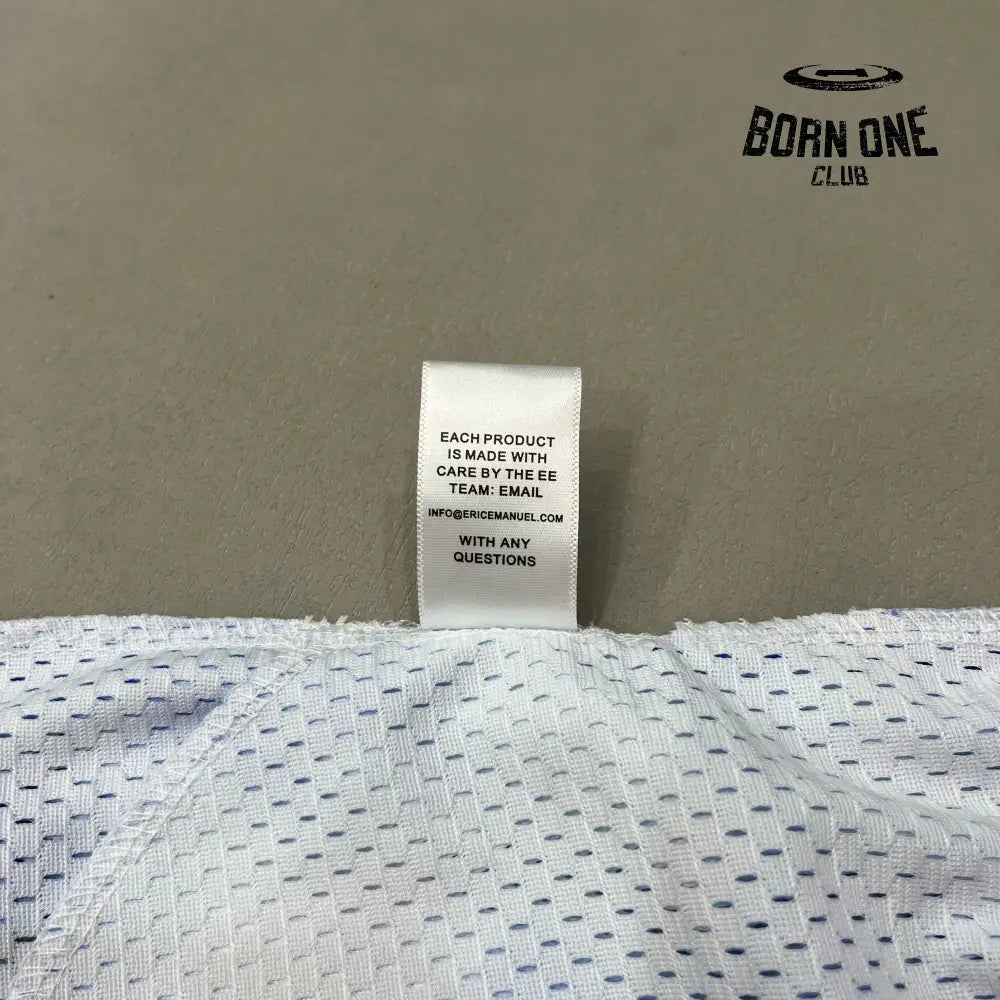 BORN ONE
CLUB
EACH PRODUCT
IS MADE WITH
CARE BY THE EE
TEAM: EMAIL
INFO@ERICEMANUEL.COM
WITH ANY
QUESTIONS